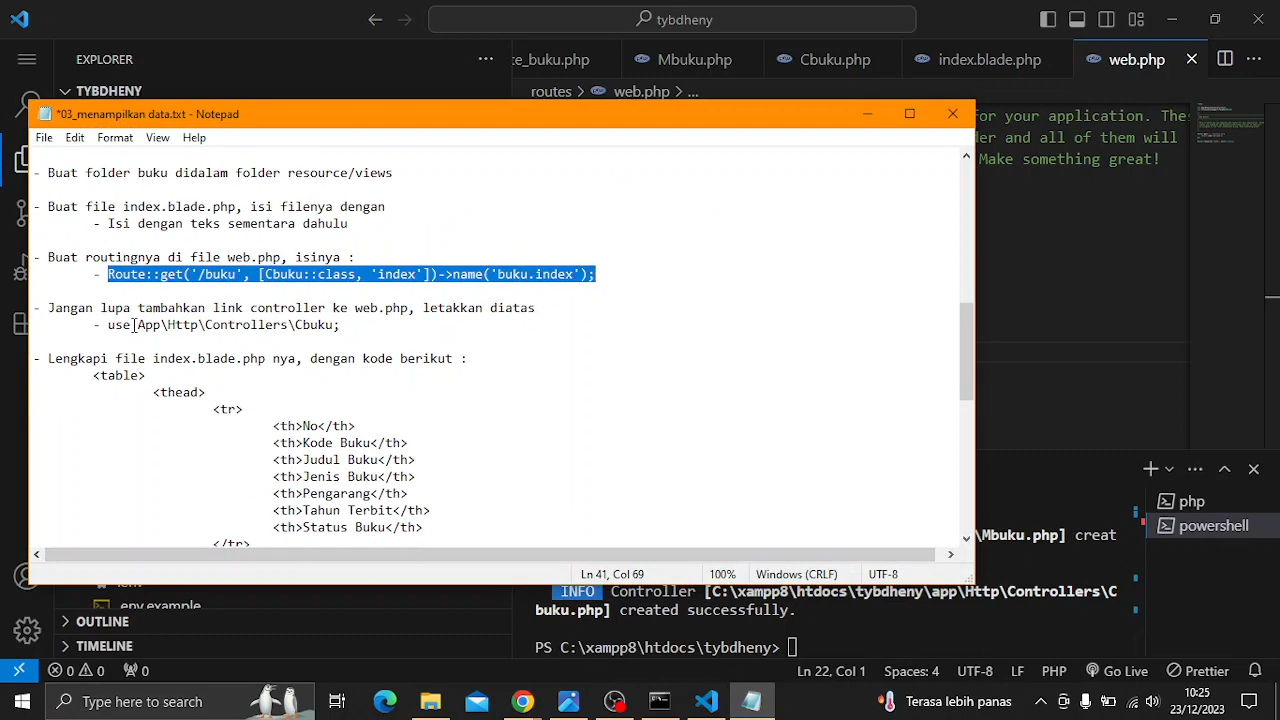 tybdheny
EXPLORER
te_buku.php
Mbuku.php
Cbuku.php
index.blade.php
web.php
TYBDHENY
routes > web.php > ...
*03_menampilkan data.txt - Notepad
for your application. Thes
File Edit Format View Help
der and all of them will
Make something great!
- Buat folder buku didalam folder resource/views
- Buat file index.blade.php, isi filenya dengan
- Isi dengan teks sementara dahulu
- Buat routingnya di file web.php, isinya :
- Route::get('/buku', [Cbuku::class, 'index'])->name('buku.index');
- Jangan lupa tambahkan link controller ke web.php, letakkan diatas
- use App\Http\Controllers\Cbuku;
- Lengkapi file index.blade.php nya, dengan kode berikut :
<table>
<thead>
<tr>
<th>No</th>
<th>Kode Buku</th>
<th>Judul Buku</th>
<th>Jenis Buku</th>
<th>Pengarang</th>
<th>Tahun Terbit</th>
<th>Status Buku</th>
</tr>
php
powershell
\Mbuku.php] creat
Ln 41, Col 69
100%
Windows (CRLF)
UTF-8
INFO Controller [C:\xampp8\htdocs\tybdheny\app\Http\Controllers\C
buku.php] created successfully.
.env.example
OUTLINE
TIMELINE
PS C:\xampp8\htdocs\tybdheny>
0 0 0
Ln 22, Col 1
Spaces: 4
UTF-8
LF
PHP
Go Live
Prettier
Type here to search
Terasa lebih panas
10:25
23/12/2023